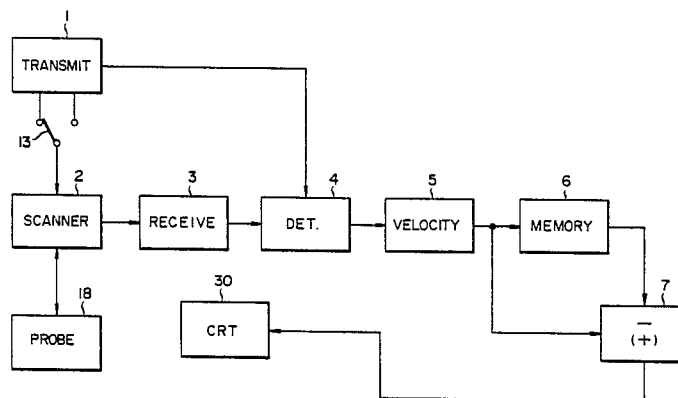 1
TRANSMIT
13
2
SCANNER
3
RECEIVE
4
DET.
5
VELOCITY
6
MEMORY
7
−
(+)
18
PROBE
30
CRT